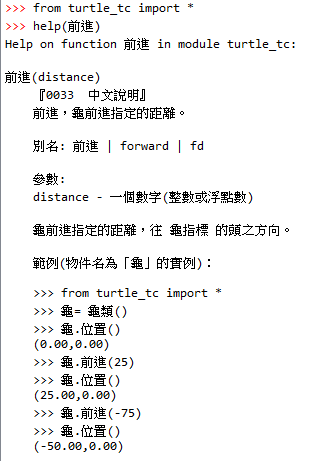 >>> from turtle_tc import *
>>> help(前進)
Help on function 前進 in module turtle_tc:
前進(distance)
『0033  中文說明』
前進，龜前進指定的距離。
別名: 前進 | forward | fd
參數:
distance - 一個數字(整數或浮點數)
龜前進指定的距離，往 龜指標 的頭之方向。
範例(物件名為「龜」的實例)：
>>> from turtle_tc import *
>>> 龜= 龜類()
>>> 龜.位置()
(0.00,0.00)
>>> 龜.前進(25)
>>> 龜.位置()
(25.00,0.00)
>>> 龜.前進(-75)
>>> 龜.位置()
(-50.00,0.00)